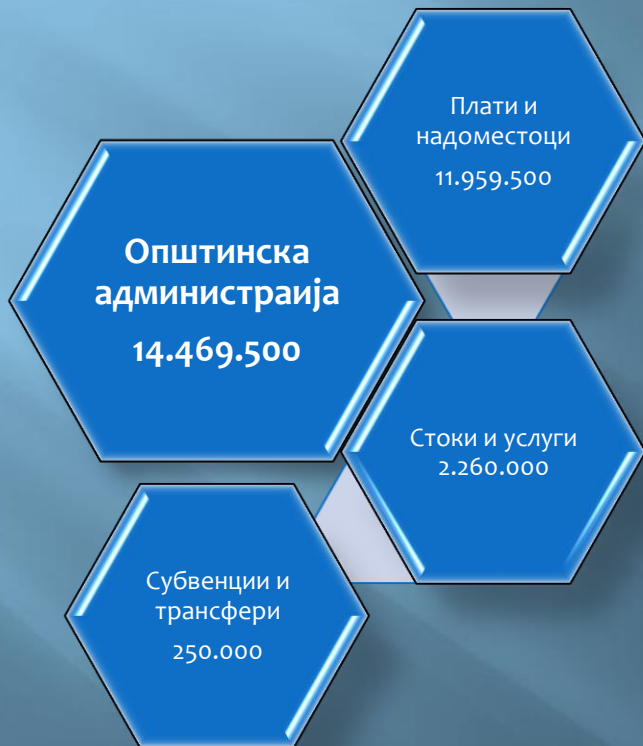 Плати и
надоместоци
11.959.500
Општинска
администраија
14.469.500
Стоки и услуги
2.260.000
Субвенции и
трансфери
250.000